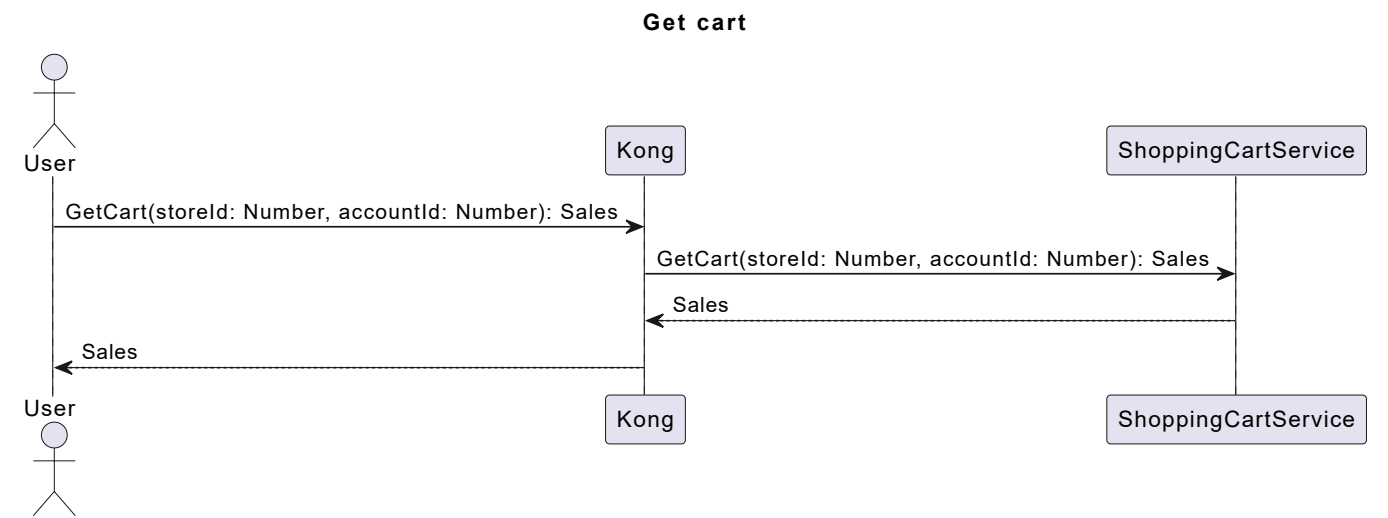 Get cart
User
Kong
ShoppingCartService
GetCart(storeId: Number, accountId: Number): Sales
GetCart(storeId: Number, accountId: Number): Sales
Sales
Sales
User
Kong
ShoppingCartService